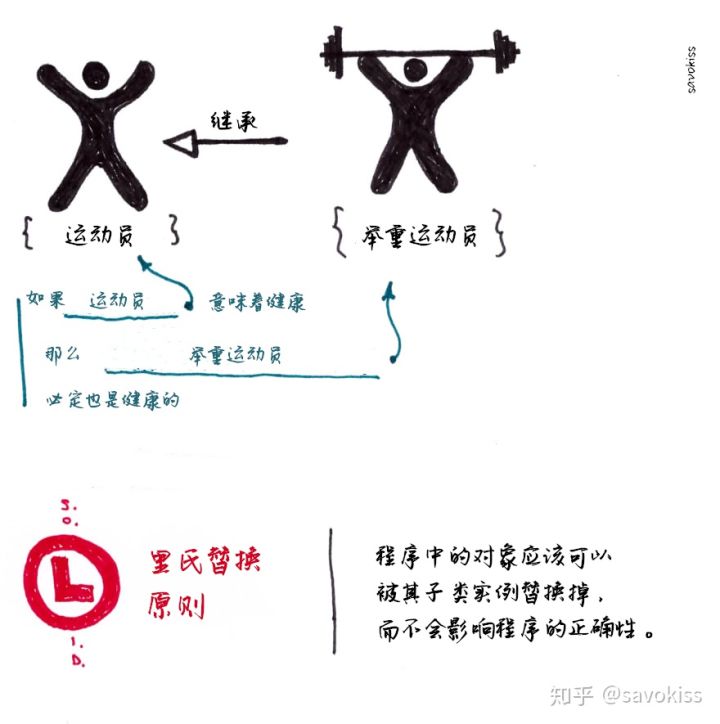 savokiss
继承
{ 运动员 }
{ 举重运动员 }
如果 运动员 意味着健康
那么 举重运动员
必定也是健康的
S.
O.
L
I.
D.
里氏替换
原则
程序中的对象应该可以
被其子类实例替换掉，
而不会影响程序的正确性。
知乎 @savokiss